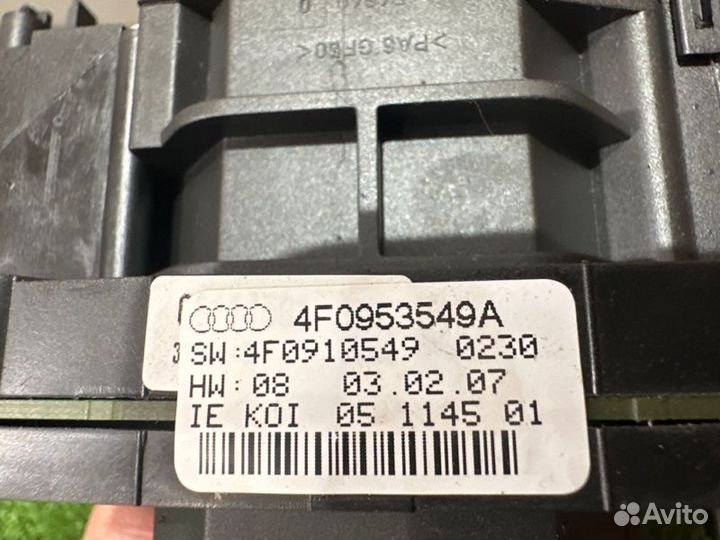 >PA6 GF50<
4F0953549A
SW:4F0910549 0230
HW:08 03.02.07
IE KOI 05 1145 01
Avito